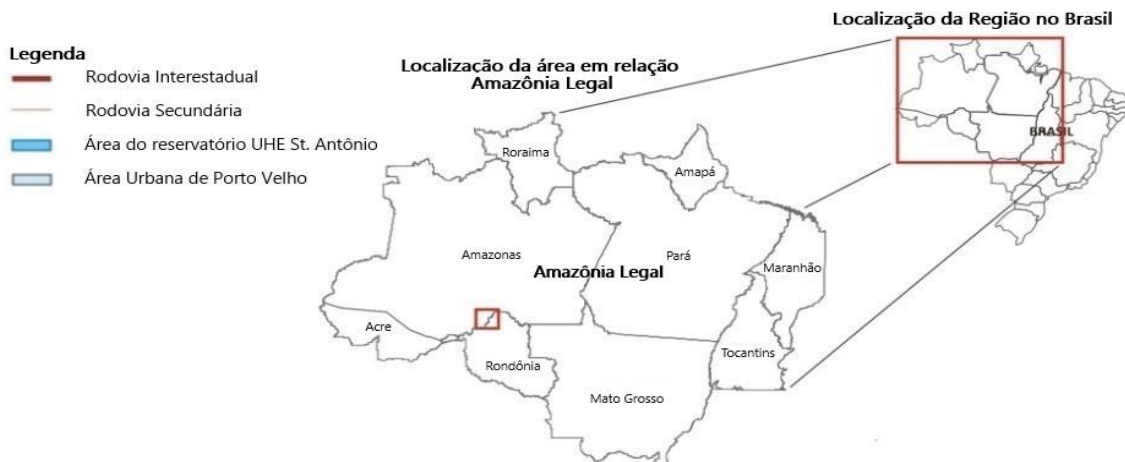 Localização da Região no Brasil
Legenda
Rodovia Interestadual
Rodovia Secundária
Área do reservatório UHE St. Antônio
Área Urbana de Porto Velho
Localização da área em relação
Amazônia Legal
BRASIL
Roraima
Amapá
Amazonas
Pará
Maranhão
Amazônia Legal
Acre
Rondônia
Tocantins
Mato Grosso